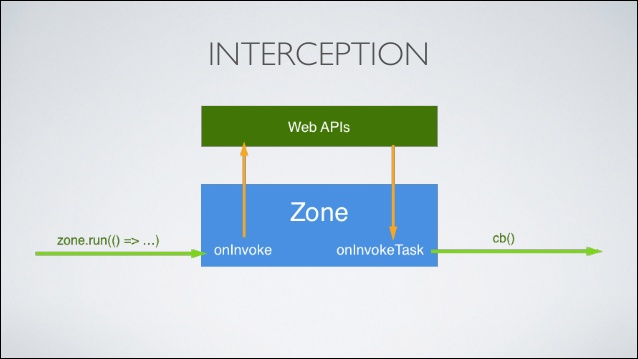 INTERCEPTION
Web APIs
Zone
zone.run(() => …)
onInvoke
onInvokeTask
cb()